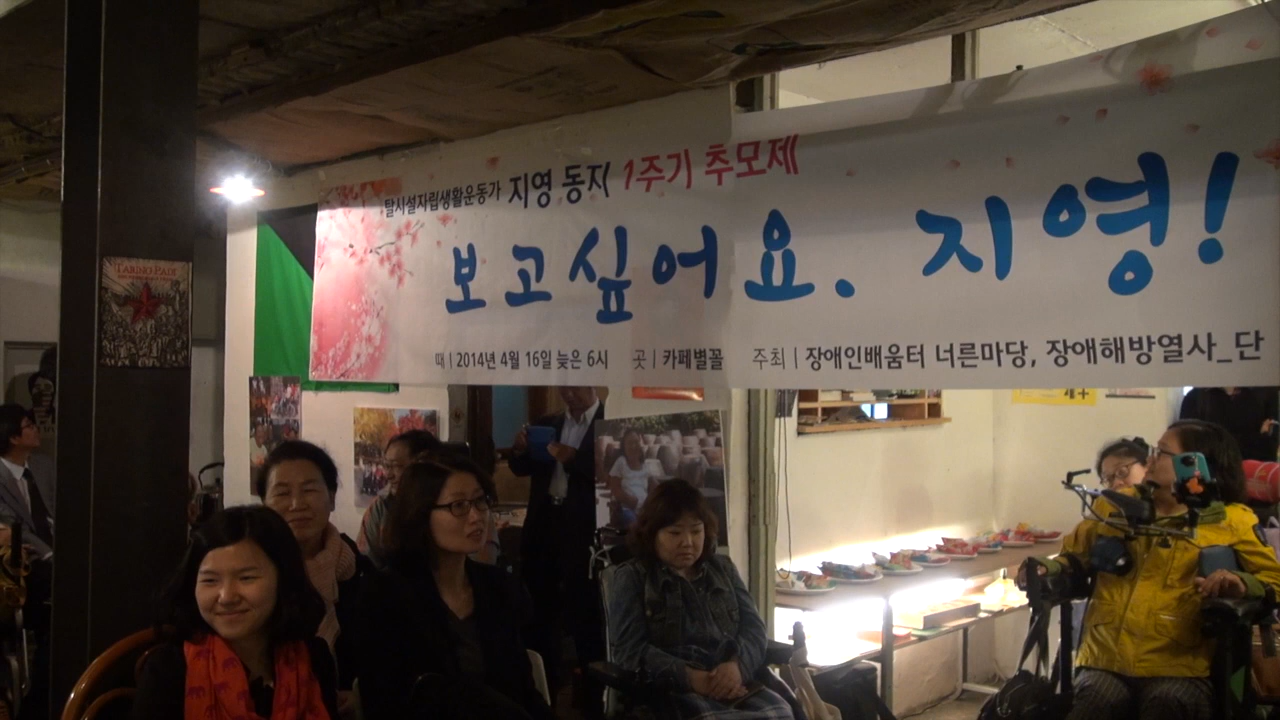 탈시설자립생활운동가 지영 동지 1주기 추모제
보고싶어요. 지영!
때 | 2014년 4월 16일 늦은 6시 곳 | 카페별꼴 주최 | 장애인배움터 너른마당, 장애해방열사_단
TARING PADI